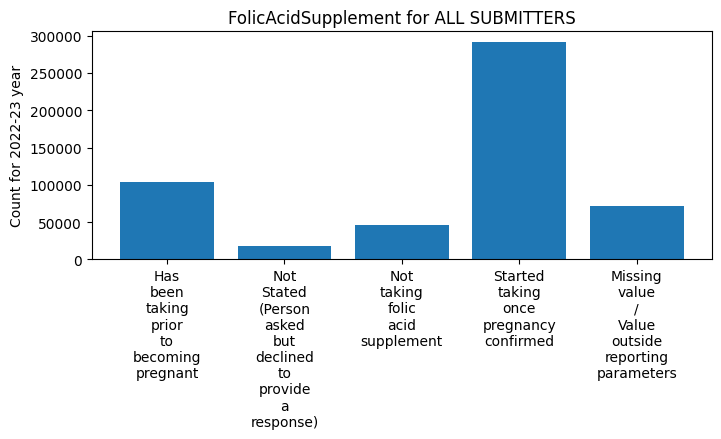 FolicAcidSupplement for ALL SUBMITTERS
Count for 2022-23 year
300000
250000
200000
150000
100000
50000
0
Has
been
taking
prior
to
becoming
pregnant
Not
Stated
(Person
asked
but
declined
to
provide
a
response)
Not
taking
folic
acid
supplement
Started
taking
once
pregnancy
confirmed
Missing
value
/
Value
outside
reporting
parameters